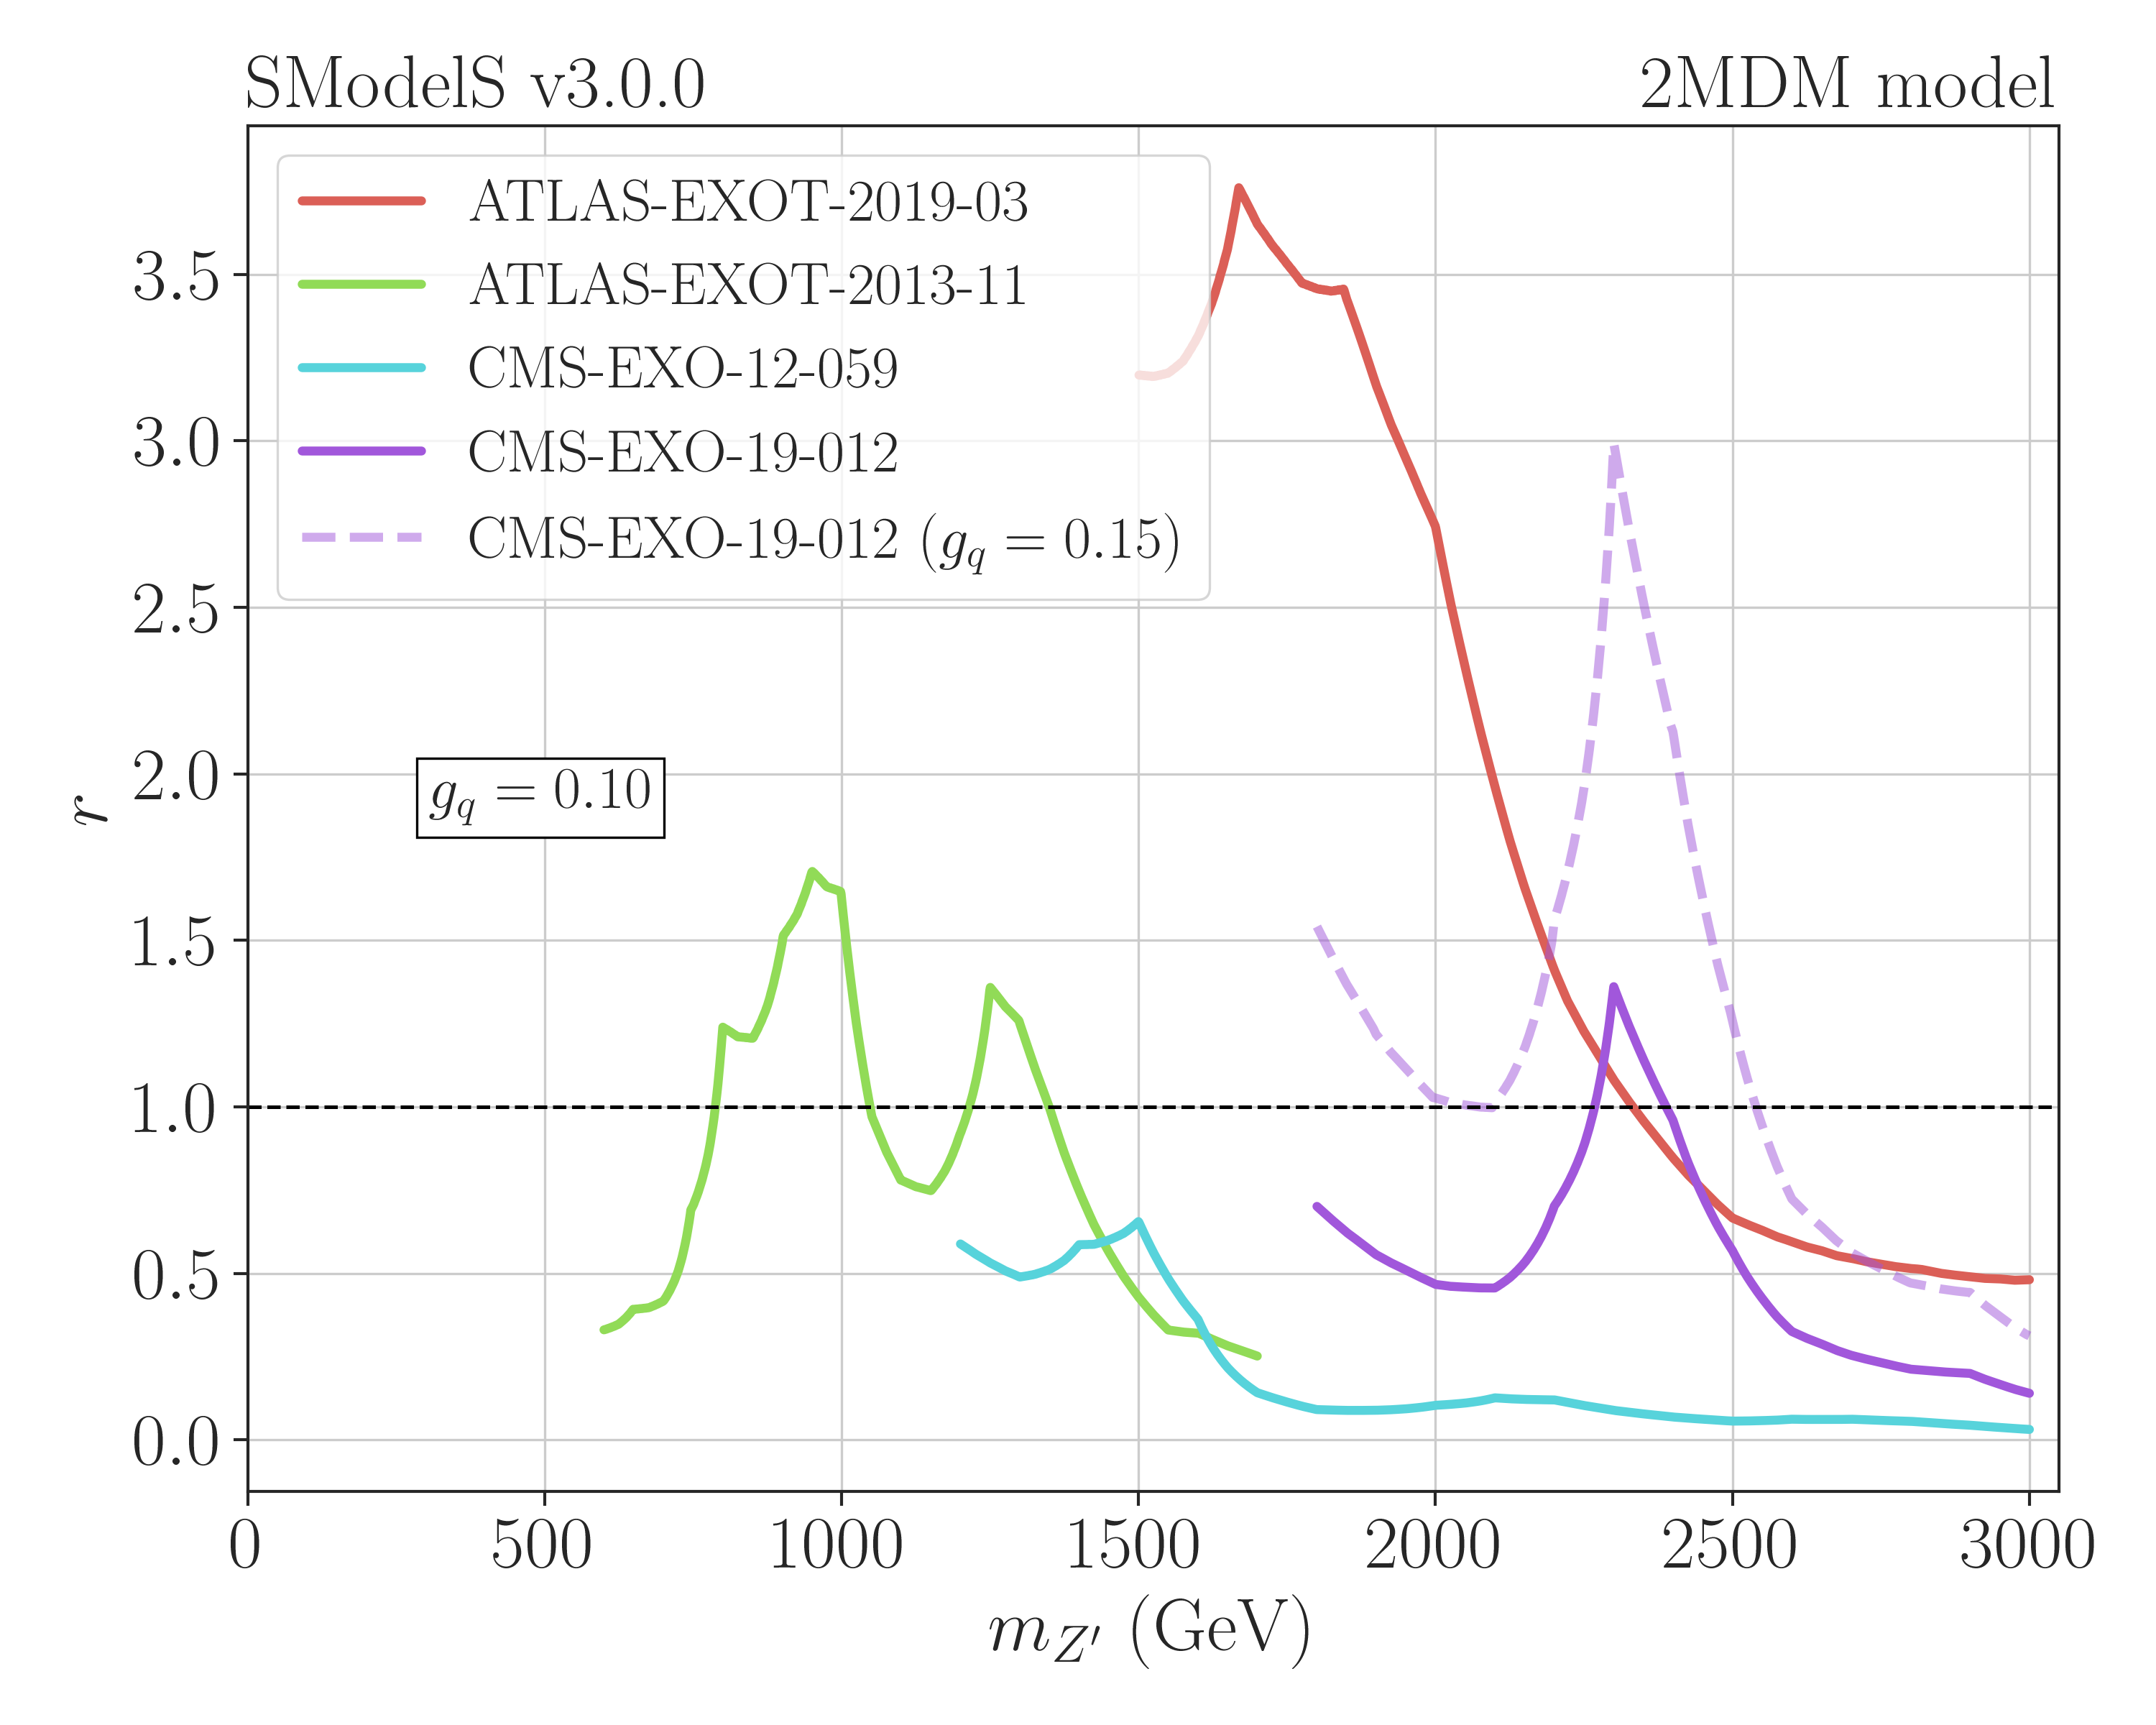 SModelS v3.0.0
2MDM model
ATLAS-EXOT-2019-03
ATLAS-EXOT-2013-11
CMS-EXO-12-059
CMS-EXO-19-012
CMS-EXO-19-012 (g_q = 0.15)
g_q = 0.10
r
3.5
3.0
2.5
2.0
1.5
1.0
0.5
0.0
0 500 1000 1500 2000 2500 3000
m_{Z′} (GeV)